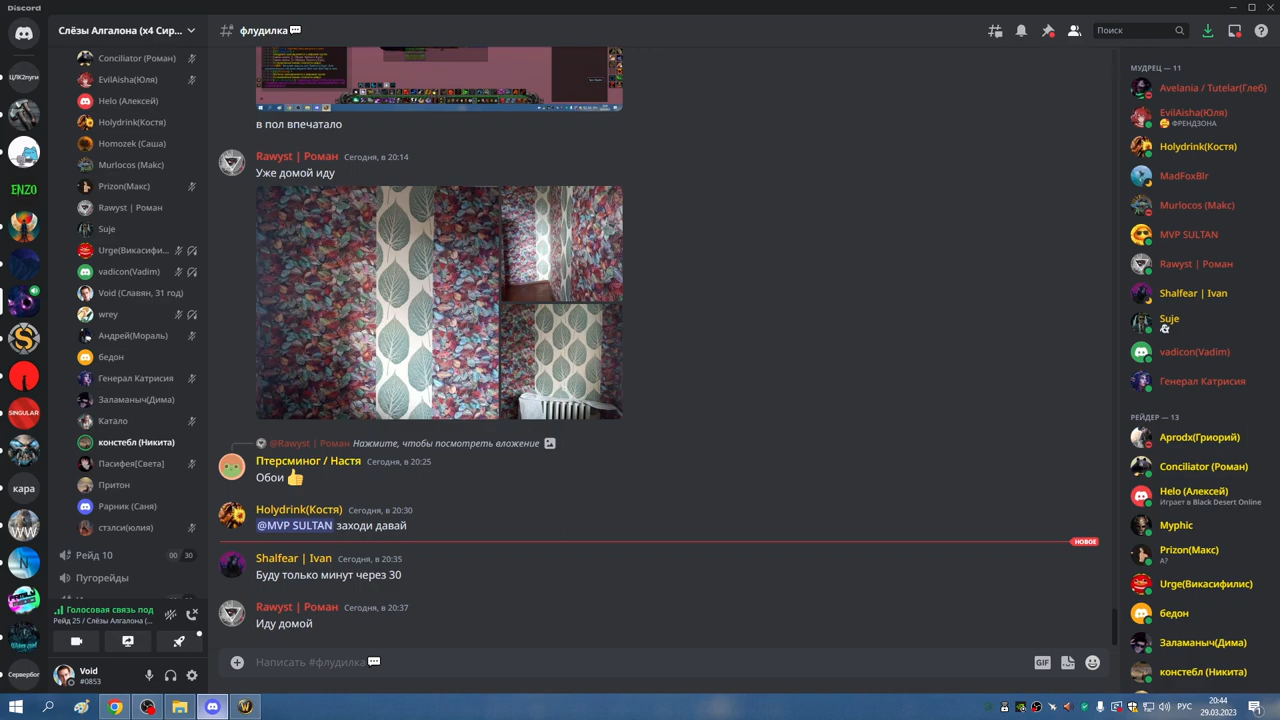 Discord
Слёзы Алгалона (x4 Сир...
флудилка💬
Поиск
Conciliator (Роман)
EvilAisha(Юля)
Helo (Алексей)
Holydrink(Костя)
Homozek (Саша)
Murlocos (Макс)
Prizon(Макс)
Rawyst | Роман
Suje
Urge(Викасифи...
vadicon(Vadim)
Void (Славян, 31 год)
wrey
Андрей(Мораль)
бедон
Генерал Катрисия
Заламаныч(Дима)
Катало
констебл (Никита)
Пасифея[Света]
Притон
Рарник (Саня)
стэлси(юлия)
Рейд 10
00 30
Пугорейды
Голосовая связь под
Рейд 25 / Слёзы Алгалона (...
Void
#0853
ENZO
SINGULAR
кара
WW
Сервербог
в пол впечатало
Rawyst | Роман Сегодня, в 20:14
Уже домой иду
@Rawyst | Роман Нажмите, чтобы посмотреть вложение
Птерсминог / Настя Сегодня, в 20:25
Обои 👍
Holydrink(Костя) Сегодня, в 20:30
@MVP SULTAN заходи давай
НОВОЕ
Shalfear | Ivan Сегодня, в 20:35
Буду только минут через 30
Rawyst | Роман Сегодня, в 20:37
Иду домой
Написать #флудилка💬
GIF
МУДРЕЦ — 11
Avelania / Tutelar(Глеб)
EvilAisha(Юля)
ФРЕНДЗОНА
Holydrink(Костя)
MadFoxBlr
Murlocos (Макс)
MVP SULTAN
Rawyst | Роман
Shalfear | Ivan
Suje
vadicon(Vadim)
Генерал Катрисия
РЕЙДЕР — 13
Aprodx(Гриорий)
Conciliator (Роман)
Helo (Алексей)
Играет в Black Desert Online
Myphic
Prizon(Макс)
А?
Urge(Викасифилис)
бедон
Заламаныч(Дима)
констебл (Никита)
РУС
20:44
29.03.2023